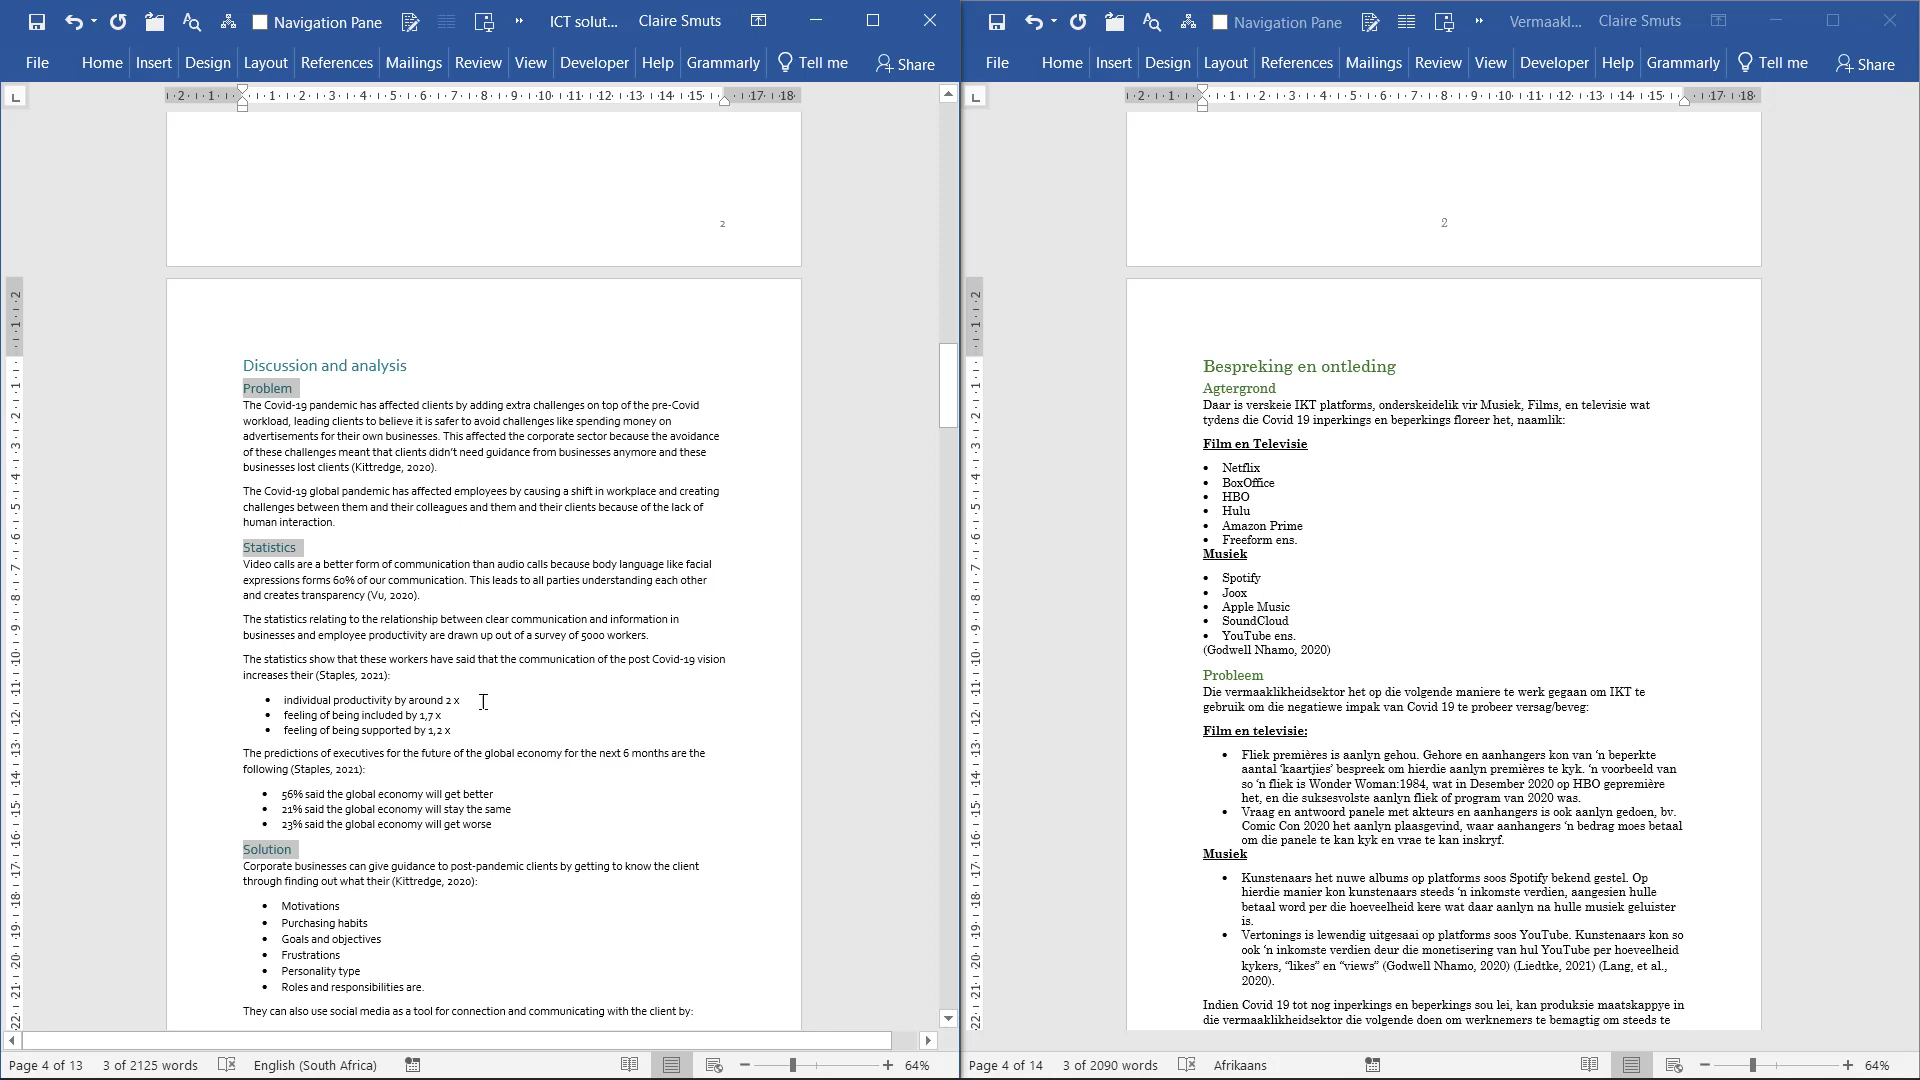 Navigation Pane
ICT solut...
Claire Smuts
File
Home
Insert
Design
Layout
References
Mailings
Review
View
Developer
Help
Grammarly
Tell me
Share
2
Discussion and analysis
Problem
The Covid-19 pandemic has affected clients by adding extra challenges on top of the pre-Covid
workload, leading clients to believe it is safer to avoid challenges like spending money on
advertisements for their own businesses. This affected the corporate sector because the avoidance
of these challenges meant that clients didn't need guidance from businesses anymore and these
businesses lost clients (Kittredge, 2020).
The Covid-19 global pandemic has affected employees by causing a shift in workplace and creating
challenges between them and their colleagues and them and their clients because of the lack of
human interaction.
Statistics
Video calls are a better form of communication than audio calls because body language like facial
expressions forms 60% of our communication. This leads to all parties understanding each other
and creates transparency (Vu, 2020).
The statistics relating to the relationship between clear communication and information in
businesses and employee productivity are drawn up out of a survey of 5000 workers.
The statistics show that these workers have said that the communication of the post Covid-19 vision
increases their (Staples, 2021):
• individual productivity by around 2 x
• feeling of being included by 1,7 x
• feeling of being supported by 1,2 x
The predictions of executives for the future of the global economy for the next 6 months are the
following (Staples, 2021):
• 56% said the global economy will get better
• 21% said the global economy will stay the same
• 23% said the global economy will get worse
Solution
Corporate businesses can give guidance to post-pandemic clients by getting to know the client
through finding out what their (Kittredge, 2020):
• Motivations
• Purchasing habits
• Goals and objectives
• Frustrations
• Personality type
• Roles and responsibilities are.
They can also use social media as a tool for connection and communicating with the client by:
Page 4 of 13
3 of 2125 words
English (South Africa)
64%
Navigation Pane
Vermaakl...
Claire Smuts
File
Home
Insert
Design
Layout
References
Mailings
Review
View
Developer
Help
Grammarly
Tell me
Share
2
Bespreking en ontleding
Agtergrond
Daar is verskeie IKT platforms, onderskeidelik vir Musiek, Films, en televisie wat
tydens die Covid 19 inperkings en beperkings floreer het, naamlik:
Film en Televisie
• Netflix
• BoxOffice
• HBO
• Hulu
• Amazon Prime
• Freeform ens.
Musiek
• Spotify
• Joox
• Apple Music
• SoundCloud
• YouTube ens.
(Godwell Nhamo, 2020)
Probleem
Die vermaaklikheidsektor het op die volgende maniere te werk gegaan om IKT te
gebruik om die negatiewe impak van Covid 19 te probeer versag/beveg:
Film en televisie:
• Fliek premières is aanlyn gehou. Gehore en aanhangers kon van 'n beperkte
aantal 'kaartjies' bespreek om hierdie aanlyn premières te kyk. 'n voorbeeld van
so 'n fliek is Wonder Woman:1984, wat in Desember 2020 op HBO gepremière
het, en die suksesvolste aanlyn fliek of program van 2020 was.
• Vraag en antwoord panele met akteurs en aanhangers is ook aanlyn gedoen, bv.
Comic Con 2020 het aanlyn plaasgevind, waar aanhangers 'n bedrag moes betaal
om die panele te kan kyk en vrae te kan inskryf.
Musiek
• Kunstenaars het nuwe albums op platforms soos Spotify bekend gestel. Op
hierdie manier kon kunstenaars steeds 'n inkomste verdien, aangesien hulle
betaal word per die hoeveelheid kere wat daar aanlyn na hulle musiek geluister
is.
• Vertonings is lewendig uitgesaai op platforms soos YouTube. Kunstenaars kon so
ook 'n inkomste verdien deur die monetisering van hul YouTube per hoeveelheid
kykers, "likes" en "views" (Godwell Nhamo, 2020) (Liedtke, 2021) (Lang, et al.,
2020).
Indien Covid 19 tot nog inperkings en beperkings sou lei, kan produksie maatskappye in
die vermaaklikheidsektor die volgende doen om werknemers te bemagtig om steeds te
Page 4 of 14
3 of 2090 words
Afrikaans
64%